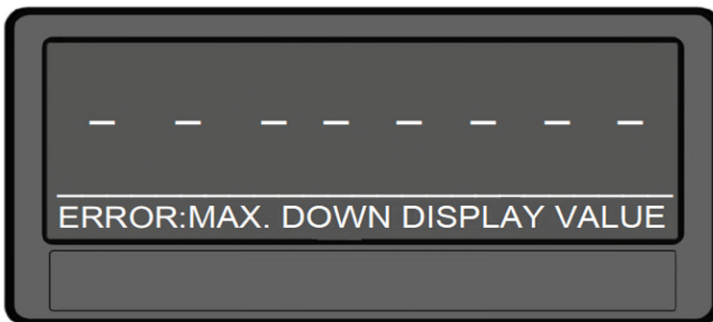 - - - - - - - -
ERROR:MAX. DOWN DISPLAY VALUE